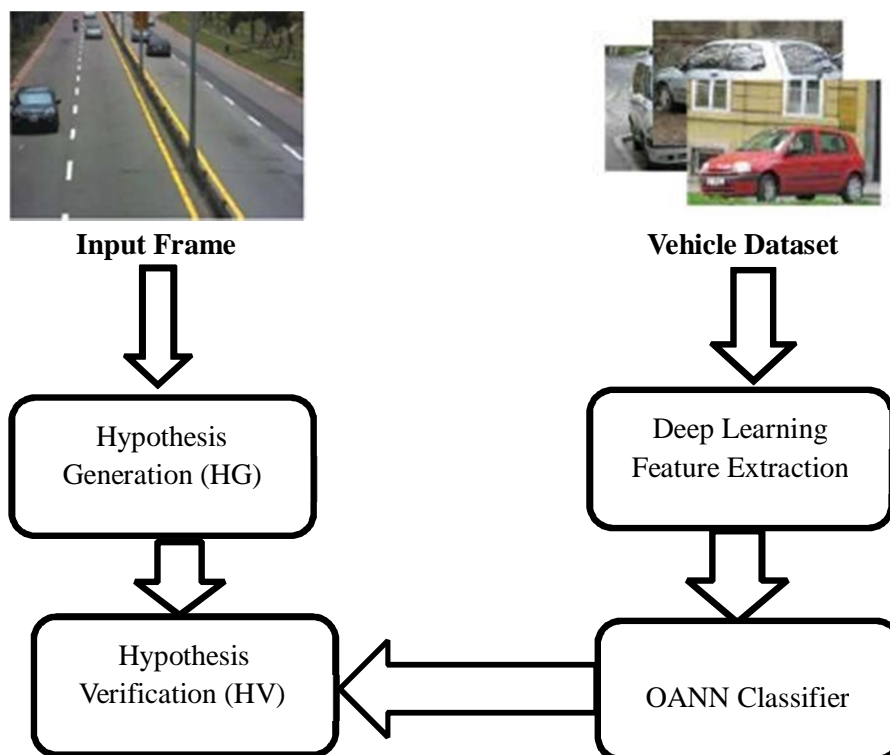 Input Frame
Vehicle Dataset
Hypothesis
Generation (HG)
Deep Learning
Feature Extraction
Hypothesis
Verification (HV)
OANN Classifier